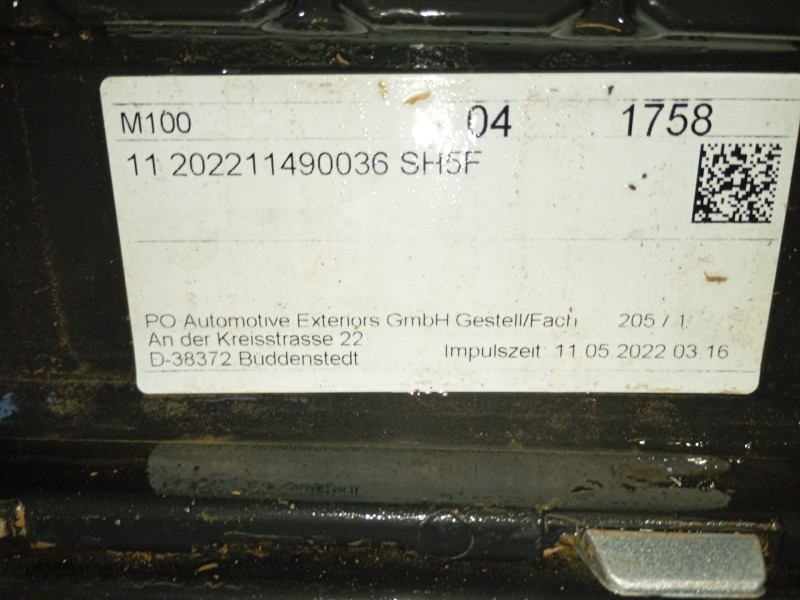 M100 04 1758
11 202211490036 SH5F
PO Automotive Exteriors GmbH Gestell/Fach 205 / 1
An der Kreisstrasse 22
D-38372 Büddenstedt Impulszeit: 11.05.2022 03:16